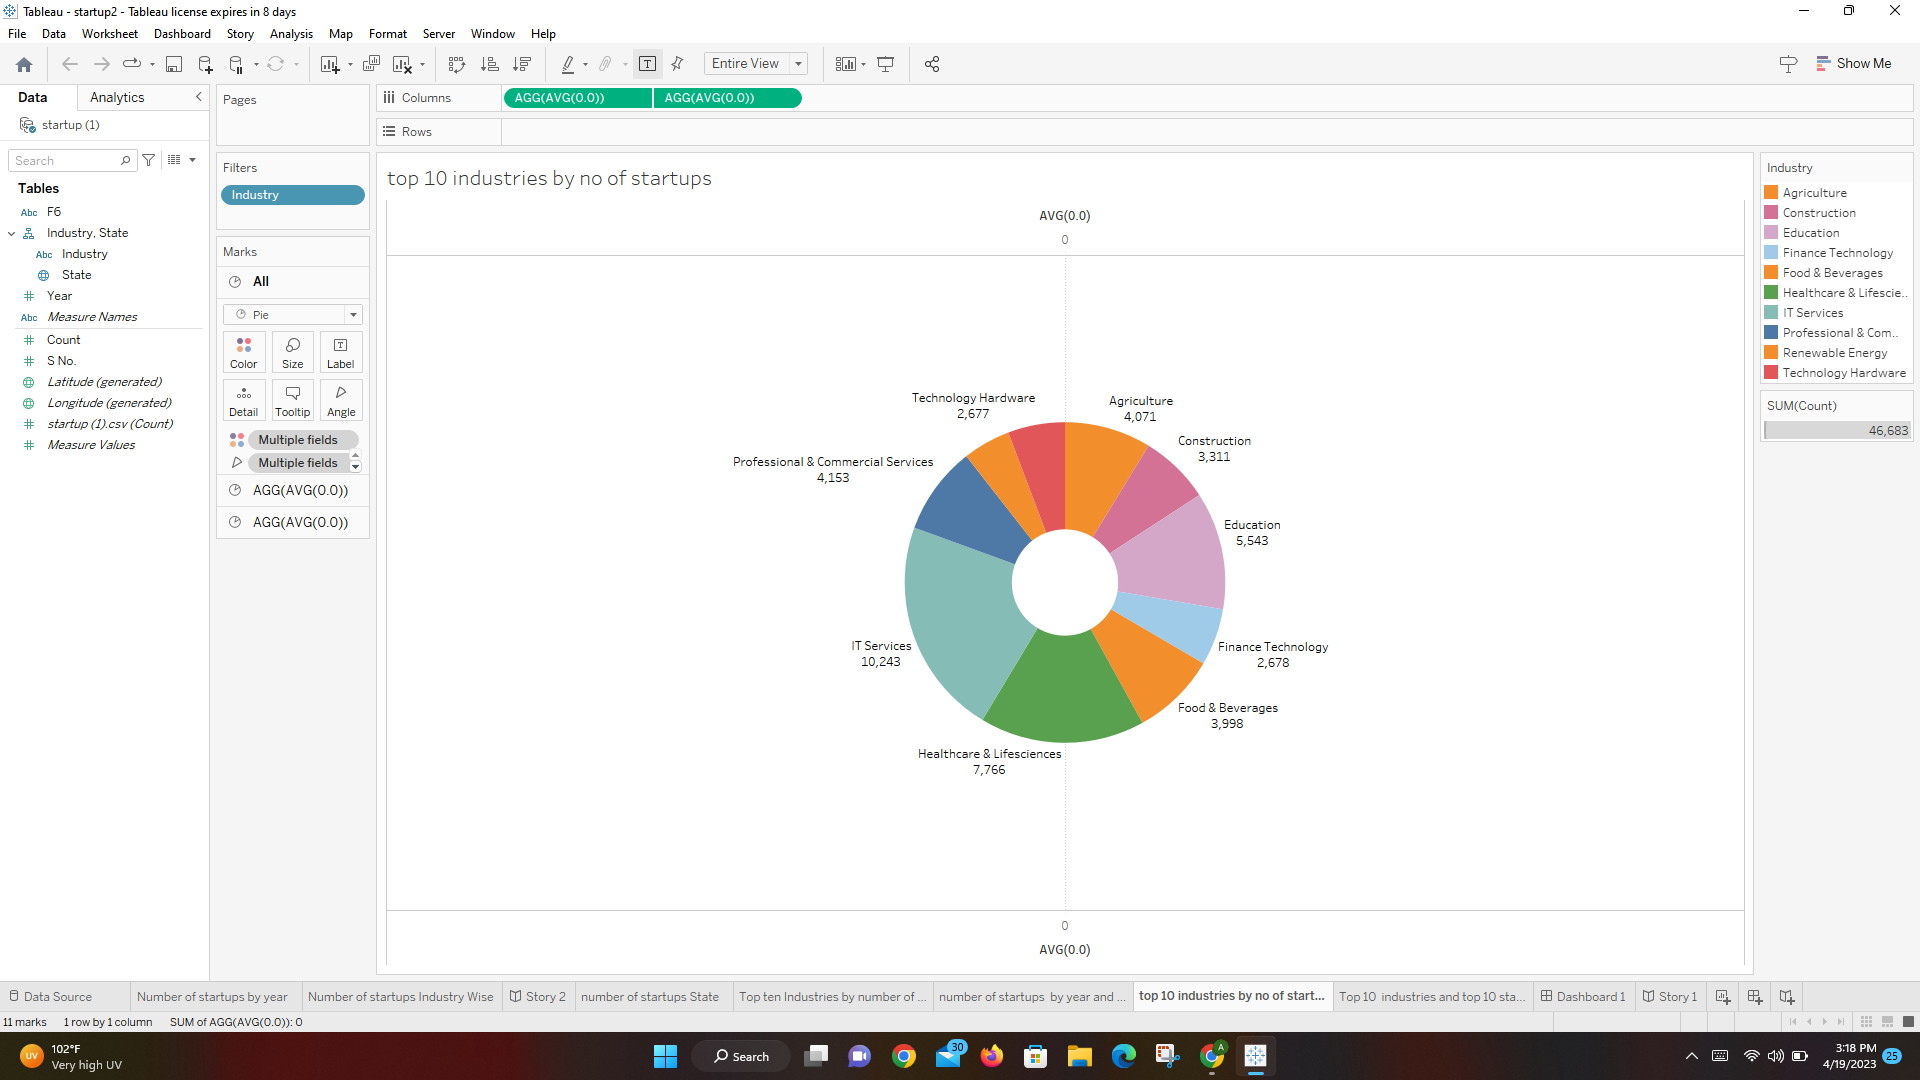 Tableau - startup2 - Tableau license expires in 8 days
File Data Worksheet Dashboard Story Analysis Map Format Server Window Help
Entire View
Show Me
Data Analytics
startup (1)
Search
Tables
Abc F6
Industry, State
Abc Industry
State
Year
Abc Measure Names
Count
S No.
Latitude (generated)
Longitude (generated)
startup (1).csv (Count)
Measure Values
Pages
Filters
Industry
Marks
All
Pie
Color Size Label
Detail Tooltip Angle
Multiple fields
Multiple fields
AGG(AVG(0.0))
AGG(AVG(0.0))
Columns AGG(AVG(0.0)) AGG(AVG(0.0))
Rows
top 10 industries by no of startups
AVG(0.0)
0
Technology Hardware
2,677
Agriculture
4,071
Construction
3,311
Professional & Commercial Services
4,153
Education
5,543
IT Services
10,243
Finance Technology
2,678
Food & Beverages
3,998
Healthcare & Lifesciences
7,766
0
AVG(0.0)
Industry
Agriculture
Construction
Education
Finance Technology
Food & Beverages
Healthcare & Lifescie..
IT Services
Professional & Com..
Renewable Energy
Technology Hardware
SUM(Count)
46,683
Data Source Number of startups by year Number of startups Industry Wise Story 2 number of startups State Top ten Industries by number of ... number of startups by year and ... top 10 industries by no of start... Top 10 industries and top 10 sta... Dashboard 1 Story 1
11 marks 1 row by 1 column SUM of AGG(AVG(0.0)): 0
UV 102°F
Very high UV
Search
30
A
3:18 PM
4/19/2023
25